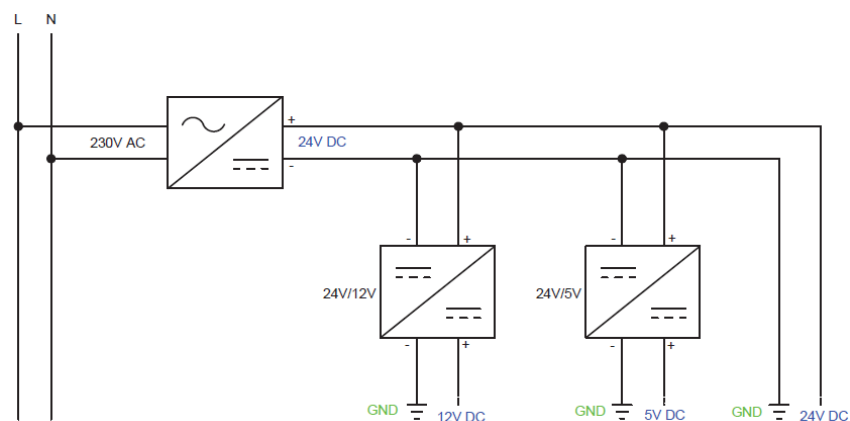 L N
+
230V AC
24V DC
-
- +
- +
24V/12V
24V/5V
- +
- +
GND 12V DC
GND 5V DC
GND 24V DC